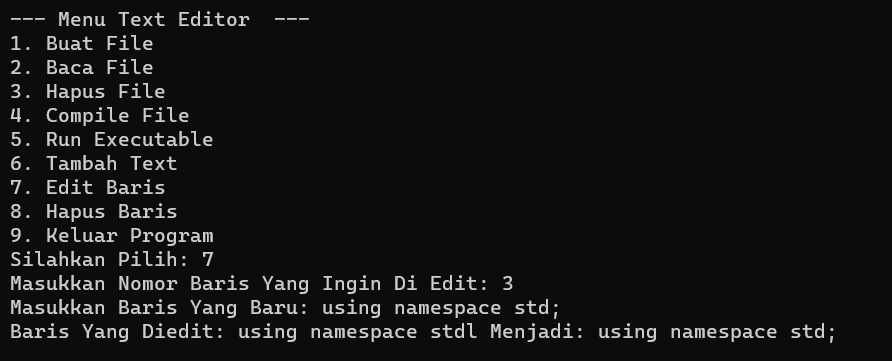 --- Menu Text Editor  ---
1. Buat File
2. Baca File
3. Hapus File
4. Compile File
5. Run Executable
6. Tambah Text
7. Edit Baris
8. Hapus Baris
9. Keluar Program
Silahkan Pilih: 7
Masukkan Nomor Baris Yang Ingin Di Edit: 3
Masukkan Baris Yang Baru: using namespace std;
Baris Yang Diedit: using namespace stdl Menjadi: using namespace std;